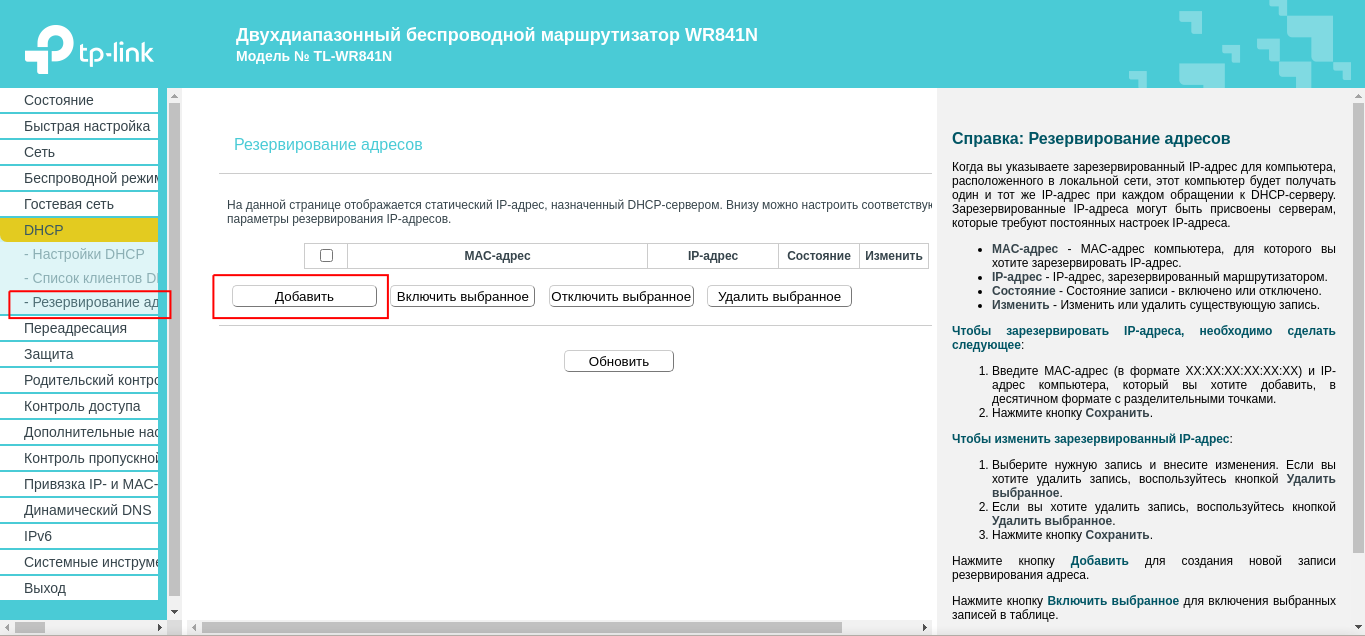 tp-link
Двухдиапазонный беспроводной маршрутизатор WR841N
Модель № TL-WR841N
Состояние
Быстрая настройка
Сеть
Беспроводной режим
Гостевая сеть
DHCP
- Настройки DHCP
- Список клиентов D
- Резервирование ад
Переадресация
Защита
Родительский контро
Контроль доступа
Дополнительные нас
Контроль пропускной
Привязка IP- и MAC-
Динамический DNS
IPv6
Системные инструме
Выход
Резервирование адресов
На данной странице отображается статический IP-адрес, назначенный DHCP-сервером. Внизу можно настроить соответствую
параметры резервирования IP-адресов.
MAC-адрес IP-адрес Состояние Изменить
Добавить Включить выбранное Отключить выбранное Удалить выбранное
Обновить
Справка: Резервирование адресов
Когда вы указываете зарезервированный IP-адрес для компьютера,
расположенного в локальной сети, этот компьютер будет получать
один и тот же IP-адрес при каждом обращении к DHCP-серверу.
Зарезервированные IP-адреса могут быть присвоены серверам,
которые требуют постоянных настроек IP-адреса.
• MAC-адрес - MAC-адрес компьютера, для которого вы
хотите зарезервировать IP-адрес.
• IP-адрес - IP-адрес, зарезервированный маршрутизатором.
• Состояние - Состояние записи - включено или отключено.
• Изменить - Изменить или удалить существующую запись.
Чтобы зарезервировать IP-адреса, необходимо сделать
следующее:
1. Введите MAC-адрес (в формате XX:XX:XX:XX:XX:XX) и IP-
адрес компьютера, который вы хотите добавить, в
десятичном формате с разделительными точками.
2. Нажмите кнопку Сохранить.
Чтобы изменить зарезервированный IP-адрес:
1. Выберите нужную запись и внесите изменения. Если вы
хотите удалить запись, воспользуйтесь кнопкой Удалить
выбранное.
2. Если вы хотите удалить запись, воспользуйтесь кнопкой
Удалить выбранное.
3. Нажмите кнопку Сохранить.
Нажмите кнопку Добавить для создания новой записи
резервирования адреса.
Нажмите кнопку Включить выбранное для включения выбранных
записей в таблице.